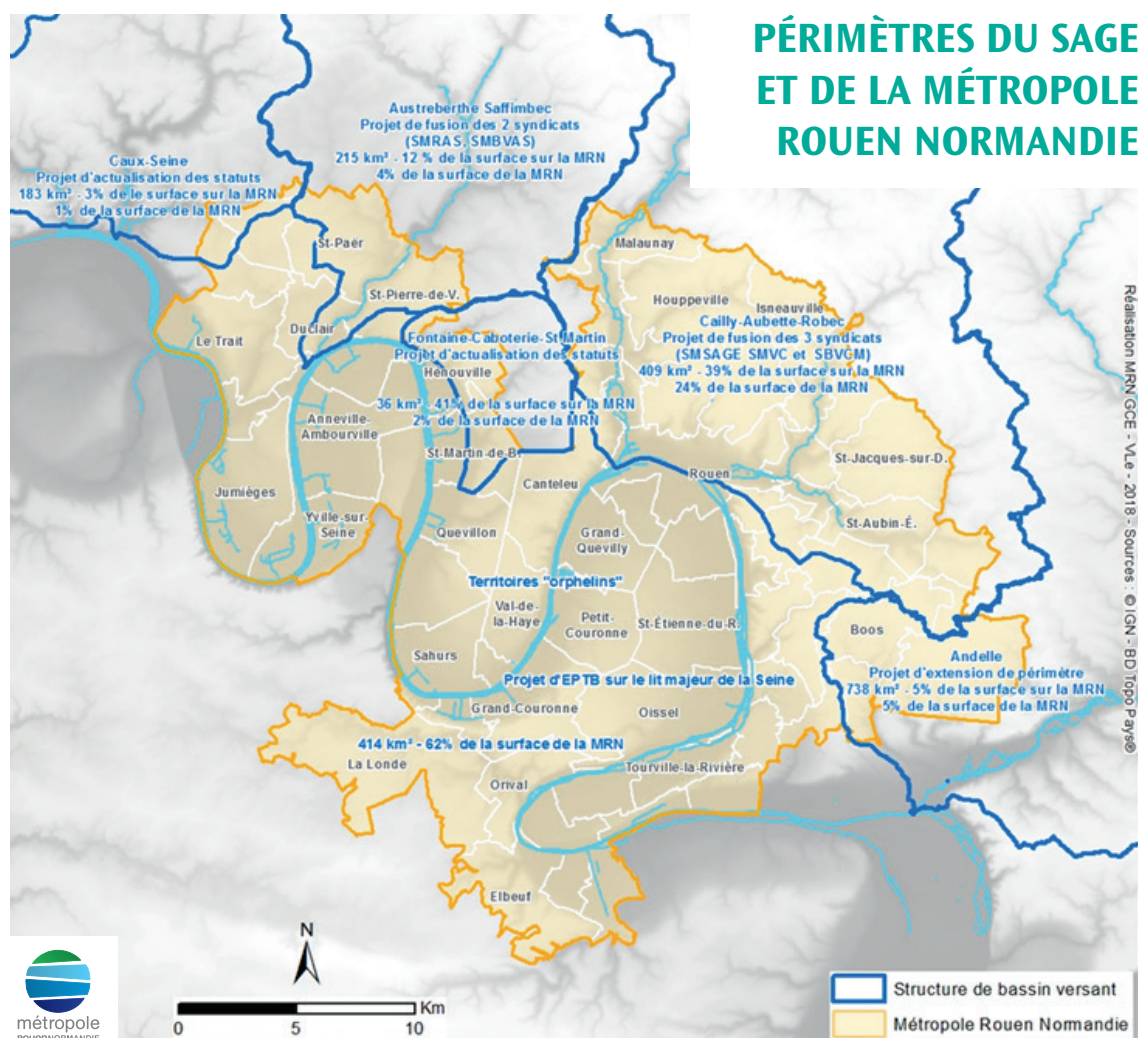 PÉRIMÈTRES DU SAGE
ET DE LA MÉTROPOLE
ROUEN NORMANDIE
Austreberthe Saffimbec
Projet de fusion des 2 syndicats
(SMRAS, SMBVAS)
215 km² - 12 % de la surface sur la MRN
4% de la surface de la MRN
Caux-Seine
Projet d'actualisation des statuts
183 km² - 3% de le surface sur la MRN
1% de la surface de la MRN
St-Paër
Malaunay
St-Pierre-de-V.
Houppeville
Isneauville
Duclair
Le Trait
Fontaine-Caboterie-St Martin
Projet d'actualisation des statuts
Hénouville
36 km² - 41% de la surface sur la MRN
2% de la surface de la MRN
Cailly-Aubette-Robec
Projet de fusion des 3 syndicats
(SMSAGE SMVC et SBVCM)
409 km² - 39% de la surface sur la MRN
24% de la surface de la MRN
Anneville-
Ambourville
St-Martin-de-B.
St-Jacques-sur-D.
Rouen
Canteleu
Jumièges
Yville-sur-
Seine
Quevillon
Grand-
Quevilly
St-Aubin-É.
Territoires "orphelins"
Val-de-
la-Haye
Petit-
Couronne
St-Étienne-du-R.
Boos
Sahurs
Andelle
Projet d'extension de périmètre
738 km² - 5% de la surface sur la MRN
5% de la surface de la MRN
Projet d'EPTB sur le lit majeur de la Seine
Grand-Couronne
Oissel
414 km² - 62% de la surface de la MRN
La Londe
Tourville-la-Rivière
Orival
Elbeuf
Réalisation MRN GCE - VLe - 2018 - Sources : © IGN - BD Topo Pays®
N
Km
0 5 10
métropole
ROUENNORMANDIE
Structure de bassin versant
Métropole Rouen Normandie